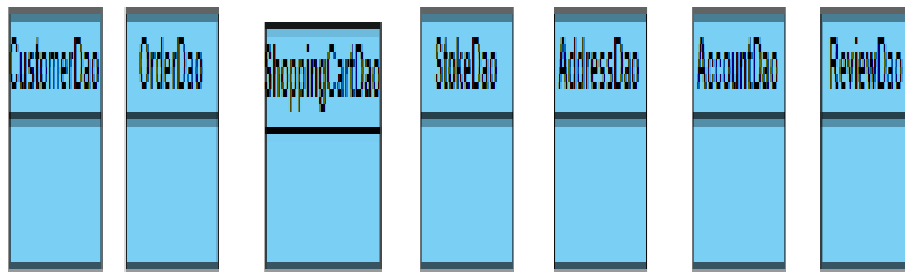 CustomerDao
OrderDao
ShoppingCartDao
StokeDao
AddressDao
AccountDao
ReviewDao